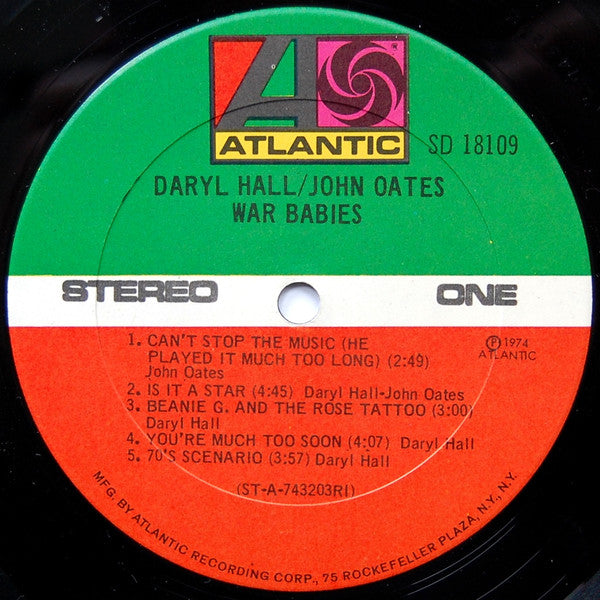 ATLANTIC
SD 18109
DARYL HALL/JOHN OATES
WAR BABIES
STEREO
ONE
1. CAN'T STOP THE MUSIC (HE
PLAYED IT MUCH TOO LONG) (2:49)
John Oates
2. IS IT A STAR (4:45) Daryl Hall-John Oates
3. BEANIE G. AND THE ROSE TATTOO (3:00)
Daryl Hall
4. YOU'RE MUCH TOO SOON (4:07) Daryl Hall
5. 70'S SCENARIO (3:57) Daryl Hall
℗ 1974
ATLANTIC
(ST-A-743203RI)
MFG. BY ATLANTIC RECORDING CORP., 75 ROCKEFELLER PLAZA, N.Y., N.Y.